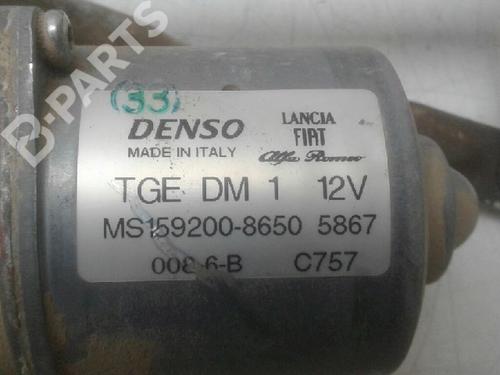 B-PARTS
(33)
DENSO
MADE IN ITALY
LANCIA
FIAT
Alfa Romeo
TGE DM 1 12V
MS159200-8650 5867
008-6-B C757